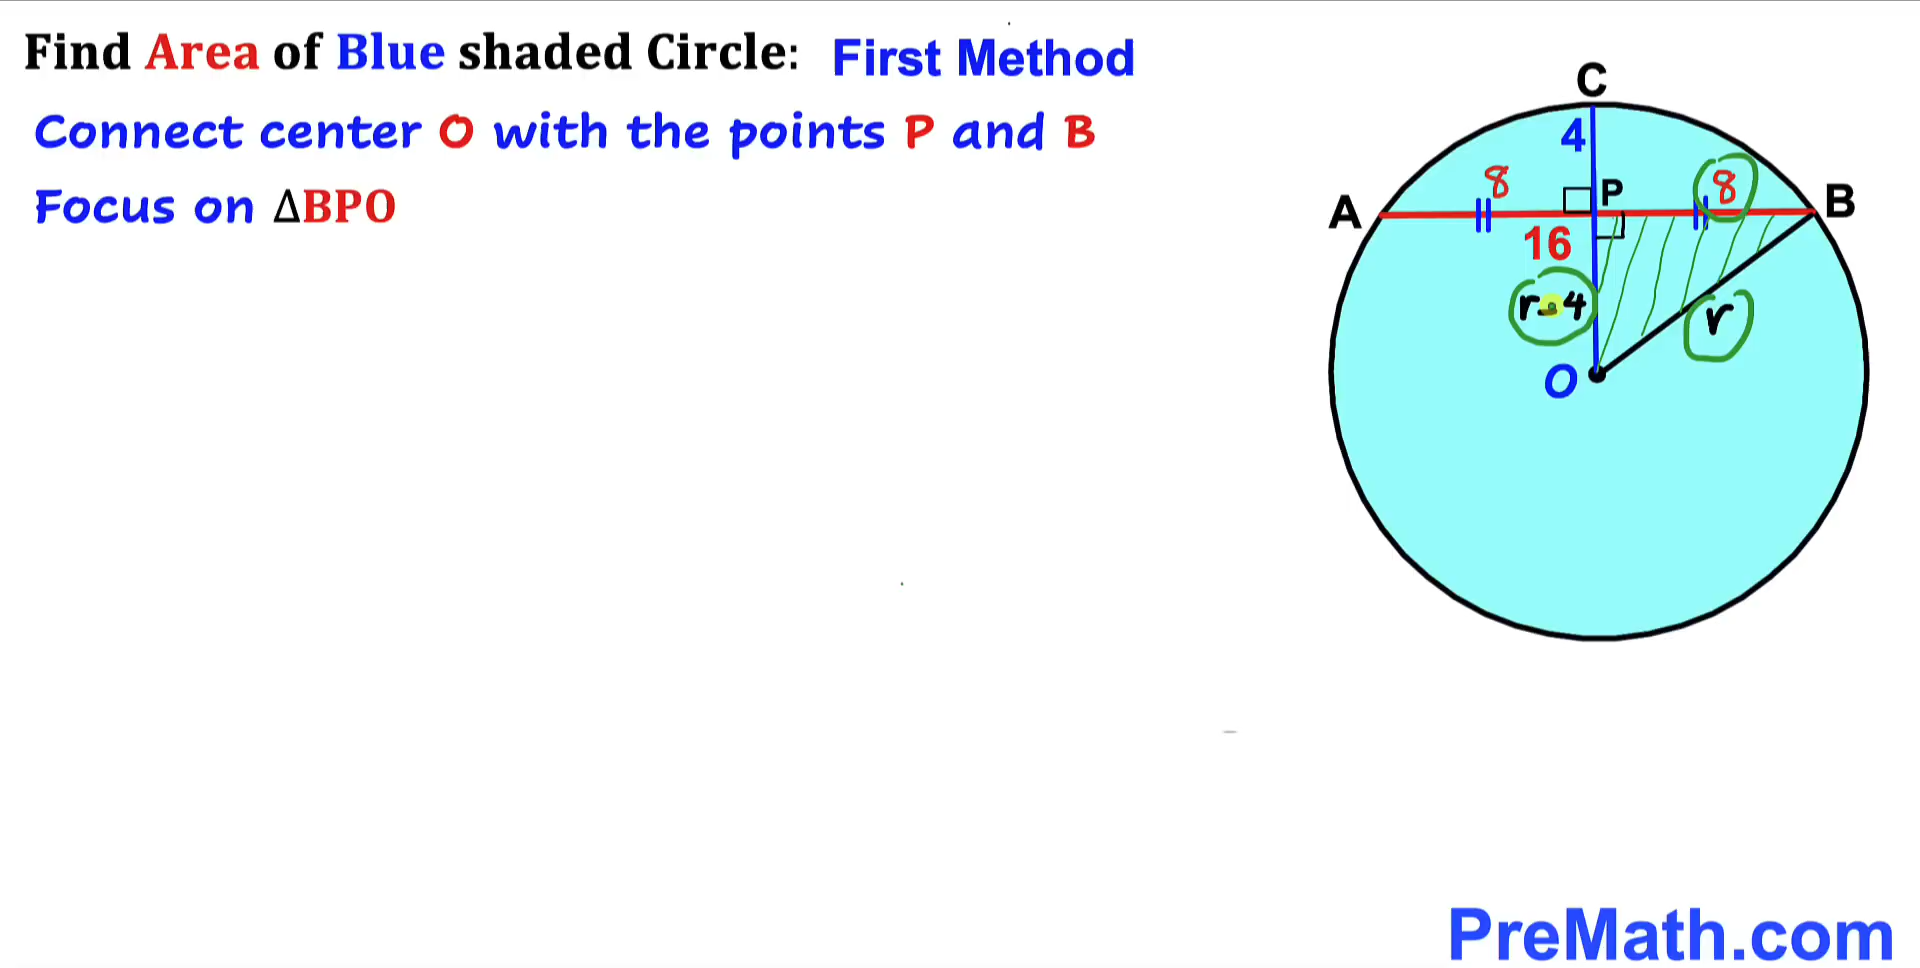 Find Area of Blue shaded Circle: First Method
Connect center O with the points P and B
Focus on ΔBPO
C
4
8
P
8
A
B
16
r-4
r
O
PreMath.com